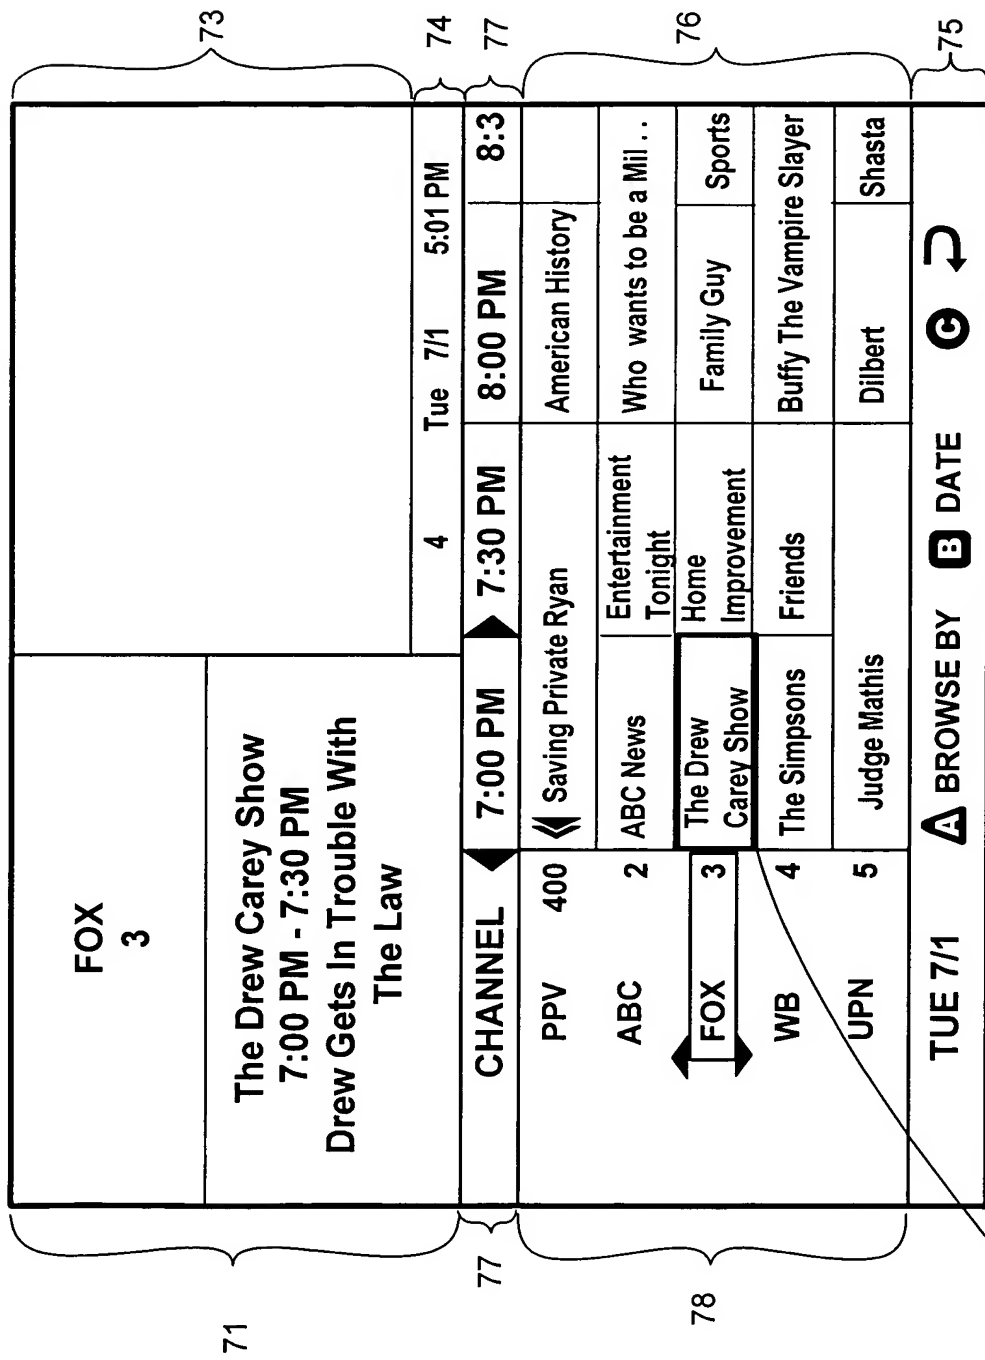 71
73
74
77
76
75
77
78
FOX
3
The Drew Carey Show
7:00 PM - 7:30 PM
Drew Gets In Trouble With
The Law
4 Tue 7/1 5:01 PM
CHANNEL 7:00 PM 7:30 PM 8:00 PM 8:3
PPV 400 Saving Private Ryan American History
ABC 2 ABC News Entertainment
Tonight Who wants to be a Mil . .
FOX 3 The Drew
Carey Show Home
Improvement Family Guy Sports
WB 4 The Simpsons Friends Buffy The Vampire Slayer
UPN 5 Judge Mathis Dilbert Shasta
TUE 7/1 A BROWSE BY B DATE C